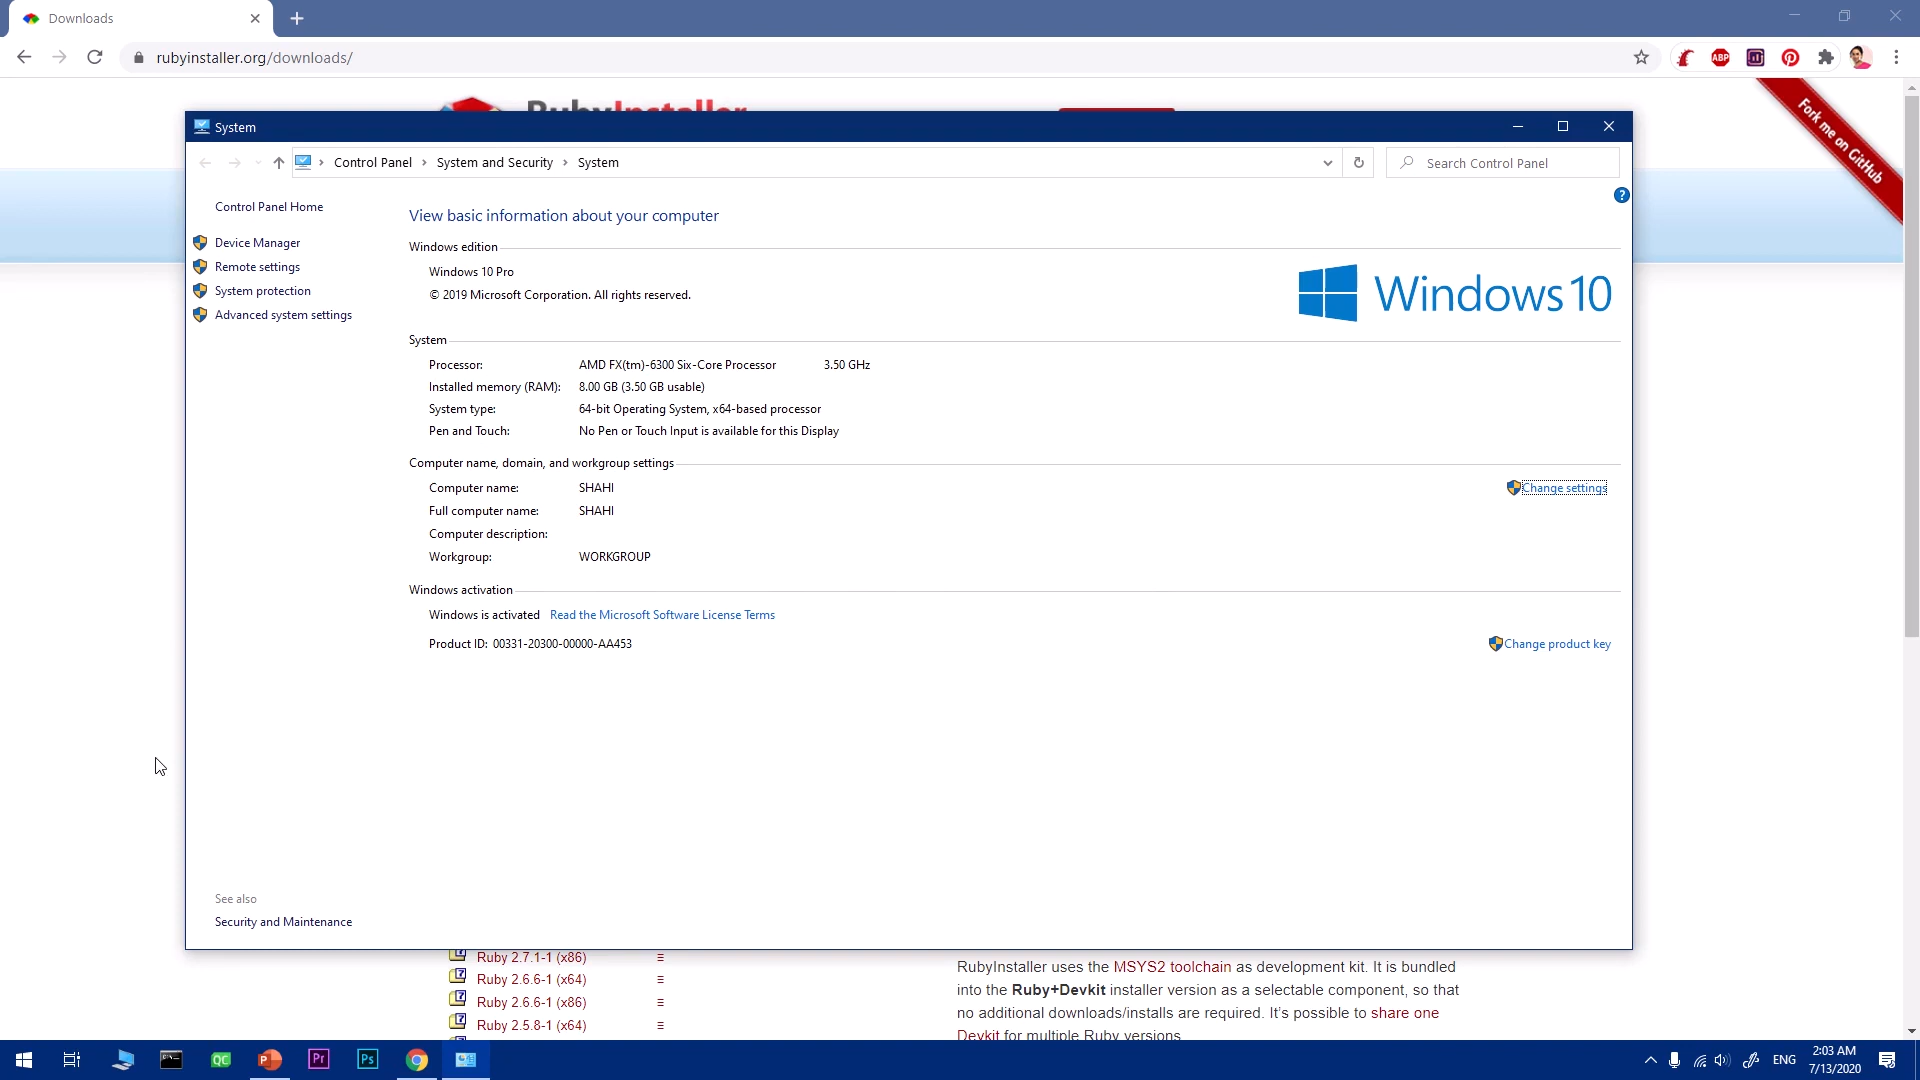 Downloads
rubyinstaller.org/downloads/
ABP
RubyInstaller
Fork me on GitHub
System
Control Panel › System and Security › System
Search Control Panel
Control Panel Home
Device Manager
Remote settings
System protection
Advanced system settings
View basic information about your computer
Windows edition
Windows 10 Pro
© 2019 Microsoft Corporation. All rights reserved.
Windows 10
System
Processor: AMD FX(tm)-6300 Six-Core Processor 3.50 GHz
Installed memory (RAM): 8.00 GB (3.50 GB usable)
System type: 64-bit Operating System, x64-based processor
Pen and Touch: No Pen or Touch Input is available for this Display
Computer name, domain, and workgroup settings
Computer name: SHAHI
Change settings
Full computer name: SHAHI
Computer description:
Workgroup: WORKGROUP
Windows activation
Windows is activated Read the Microsoft Software License Terms
Product ID: 00331-20300-00000-AA453
Change product key
See also
Security and Maintenance
Ruby 2.7.1-1 (x86)
Ruby 2.6.6-1 (x64)
Ruby 2.6.6-1 (x86)
Ruby 2.5.8-1 (x64)
RubyInstaller uses the MSYS2 toolchain as development kit. It is bundled
into the Ruby+Devkit installer version as a selectable component, so that
no additional downloads/installs are required. It's possible to share one
Devkit for multiple Ruby versions
QC
P
Pr
Ps
ENG
2:03 AM
7/13/2020